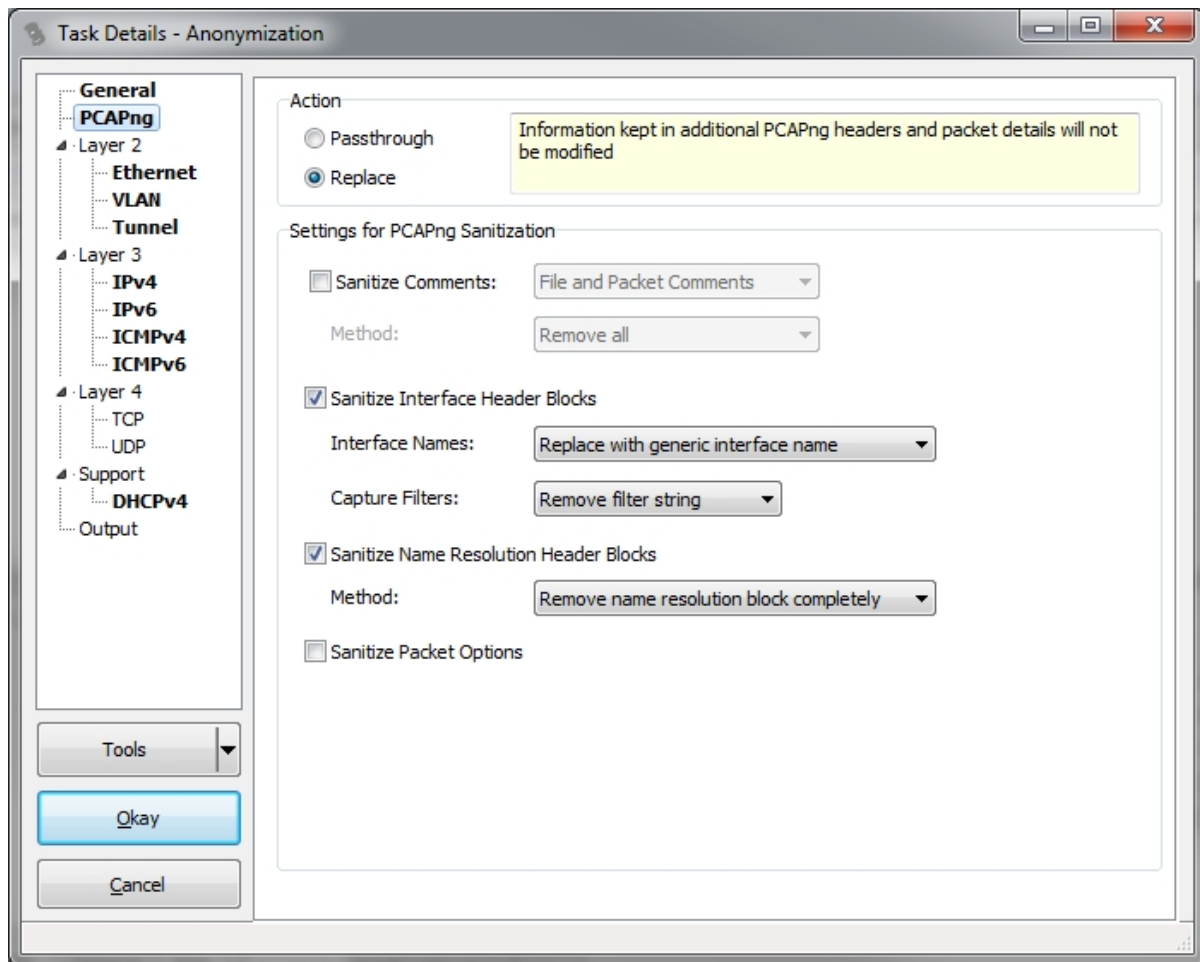 Task Details - Anonymization
General
PCAPng
Layer 2
Ethernet
VLAN
Tunnel
Layer 3
IPv4
IPv6
ICMPv4
ICMPv6
Layer 4
TCP
UDP
Support
DHCPv4
Output
Tools
Okay
Cancel
Action
Passthrough
Replace
Information kept in additional PCAPng headers and packet details will not
be modified
Settings for PCAPng Sanitization
Sanitize Comments: File and Packet Comments
Method: Remove all
Sanitize Interface Header Blocks
Interface Names: Replace with generic interface name
Capture Filters: Remove filter string
Sanitize Name Resolution Header Blocks
Method: Remove name resolution block completely
Sanitize Packet Options